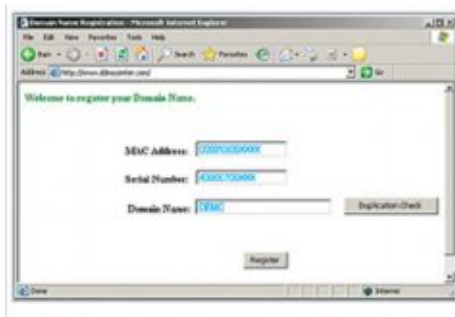 Domain Name Registration - Microsoft Internet Explorer
File Edit View Favorites Tools Help
Back Search Favorites
Address Go
Welcome to register your Domain Name.
MAC Address:
Serial Number:
Domain Name: DEMO
Duplication Check
Register
Done Internet